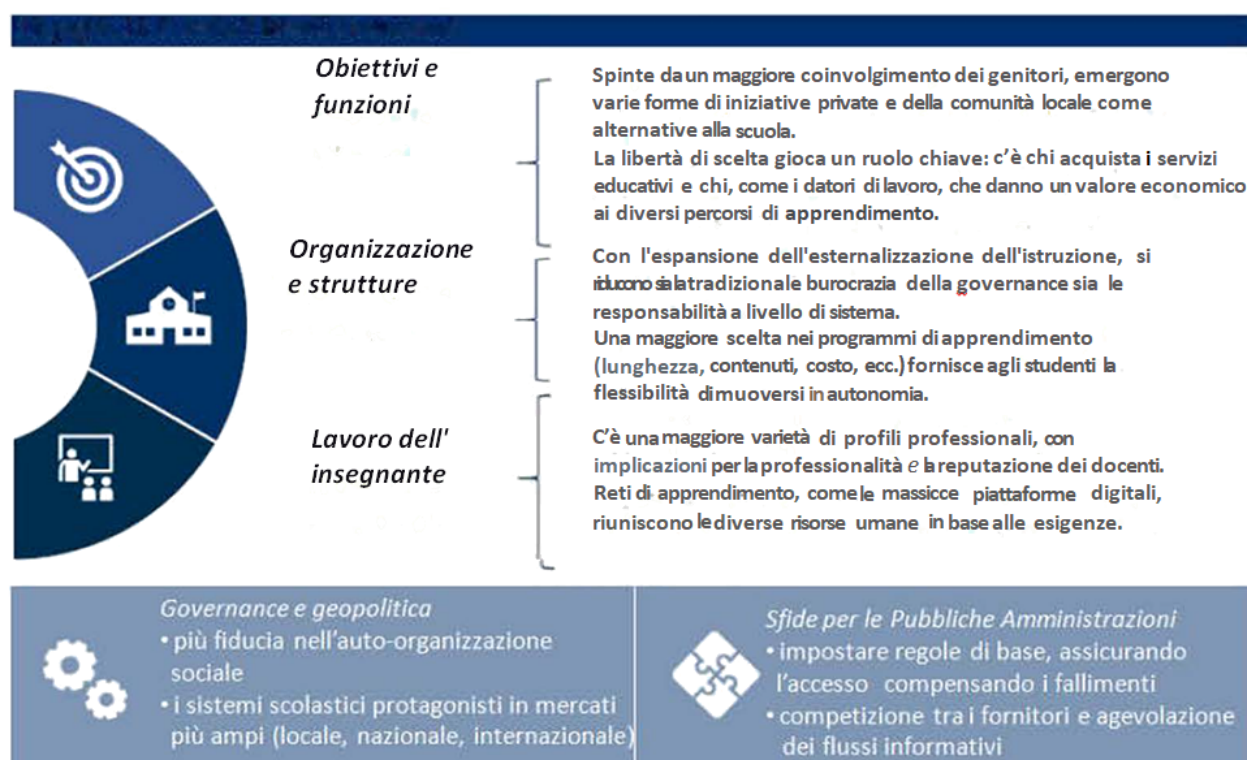 Obiettivi e
funzioni
Spinte da un maggiore coinvolgimento dei genitori, emergono
varie forme di iniziative private e della comunità locale come
alternative alla scuola.
La libertà di scelta gioca un ruolo chiave: c'è chi acquista i servizi
educativi e chi, come i datori di lavoro, che danno un valore economico
ai diversi percorsi di apprendimento.
Organizzazione
e strutture
Con l'espansione dell'esternalizzazione dell'istruzione, si
riducono sia la tradizionale burocrazia della governance sia le
responsabilità a livello di sistema.
Una maggiore scelta nei programmi di apprendimento
(lunghezza, contenuti, costo, ecc.) fornisce agli studenti la
flessibilità di muoversi in autonomia.
Lavoro dell'
insegnante
C'è una maggiore varietà di profili professionali, con
implicazioni per la professionalità e la reputazione dei docenti.
Reti di apprendimento, come le massicce piattaforme digitali,
riuniscono le diverse risorse umane in base alle esigenze.
Governance e geopolitica
• più fiducia nell'auto-organizzazione
sociale
• i sistemi scolastici protagonisti in mercati
più ampi (locale, nazionale, internazionale)
Sfide per le Pubbliche Amministrazioni
• impostare regole di base, assicurando
l'accesso compensando i fallimenti
• competizione tra i fornitori e agevolazione
dei flussi informativi